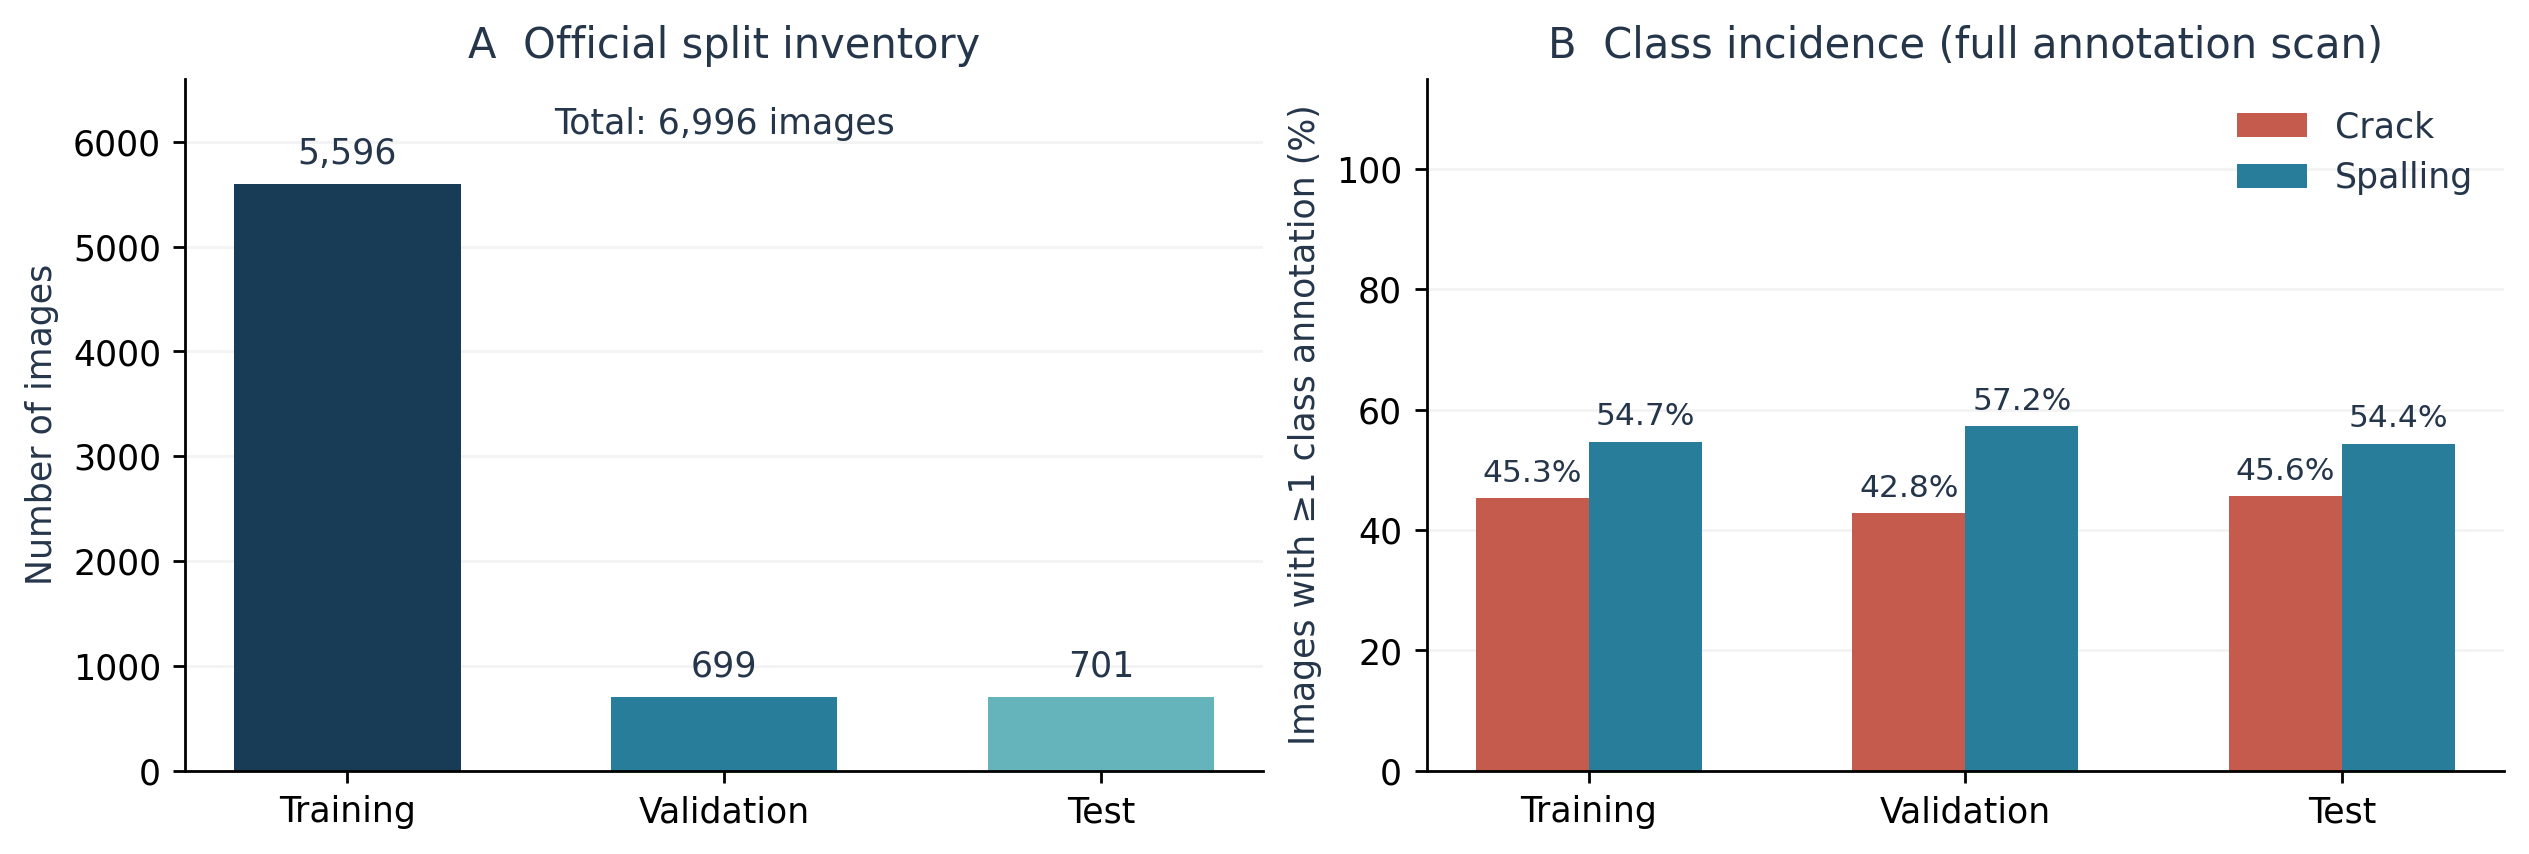 A  Official split inventory
Total: 6,996 images
Number of images
6000
5000
4000
3000
2000
1000
0
5,596
699
701
Training
Validation
Test
B  Class incidence (full annotation scan)
Images with ≥1 class annotation (%)
100
80
60
40
20
0
Crack
Spalling
45.3%
54.7%
42.8%
57.2%
45.6%
54.4%
Training
Validation
Test